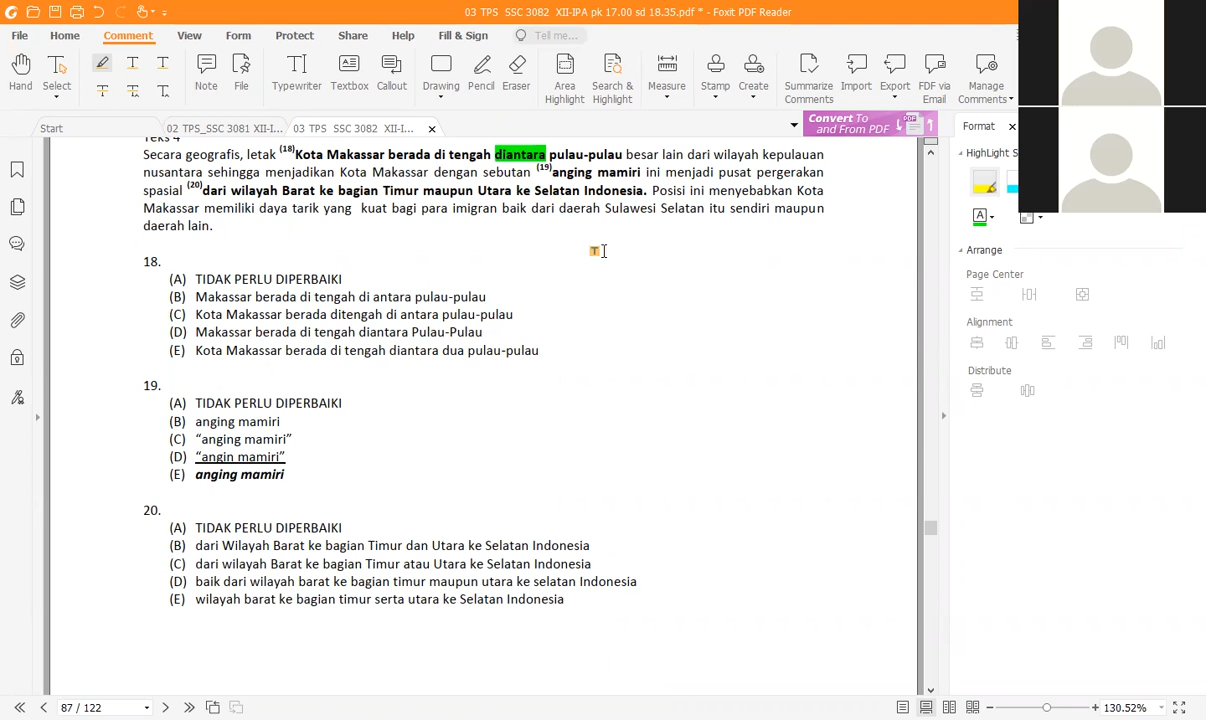 03 TPS SSC 3082 XII-IPA pk 17.00 sd 18.35.pdf * - Foxit PDF Reader
File Home Comment View Form Protect Share Help Fill & Sign Tell me...
Hand Select Note File Typewriter Textbox Callout Drawing Pencil Eraser Area Highlight Search & Highlight Measure Stamp Create Summarize Comments Import Export PDF via Email Manage Comments
Start 02 TPS_SSC 3081 XII-I... 03 TPS SSC 3082 XII-I...
Convert To and From PDF
PDF
Format
HighLight S
Arrange
Page Center
Alignment
Distribute
Teks 4
Secara geografis, letak (18)Kota Makassar berada di tengah diantara pulau-pulau besar lain dari wilayah kepulauan
nusantara sehingga menjadikan Kota Makassar dengan sebutan (19)anging mamiri ini menjadi pusat pergerakan
spasial (20)dari wilayah Barat ke bagian Timur maupun Utara ke Selatan Indonesia. Posisi ini menyebabkan Kota
Makassar memiliki daya tarik yang kuat bagi para imigran baik dari daerah Sulawesi Selatan itu sendiri maupun
daerah lain.
18.
(A) TIDAK PERLU DIPERBAIKI
(B) Makassar berada di tengah di antara pulau-pulau
(C) Kota Makassar berada ditengah di antara pulau-pulau
(D) Makassar berada di tengah diantara Pulau-Pulau
(E) Kota Makassar berada di tengah diantara dua pulau-pulau
19.
(A) TIDAK PERLU DIPERBAIKI
(B) anging mamiri
(C) “anging mamiri”
(D) “angin mamiri”
(E) anging mamiri
20.
(A) TIDAK PERLU DIPERBAIKI
(B) dari Wilayah Barat ke bagian Timur dan Utara ke Selatan Indonesia
(C) dari wilayah Barat ke bagian Timur atau Utara ke Selatan Indonesia
(D) baik dari wilayah barat ke bagian timur maupun utara ke selatan Indonesia
(E) wilayah barat ke bagian timur serta utara ke Selatan Indonesia
87 / 122
130.52%